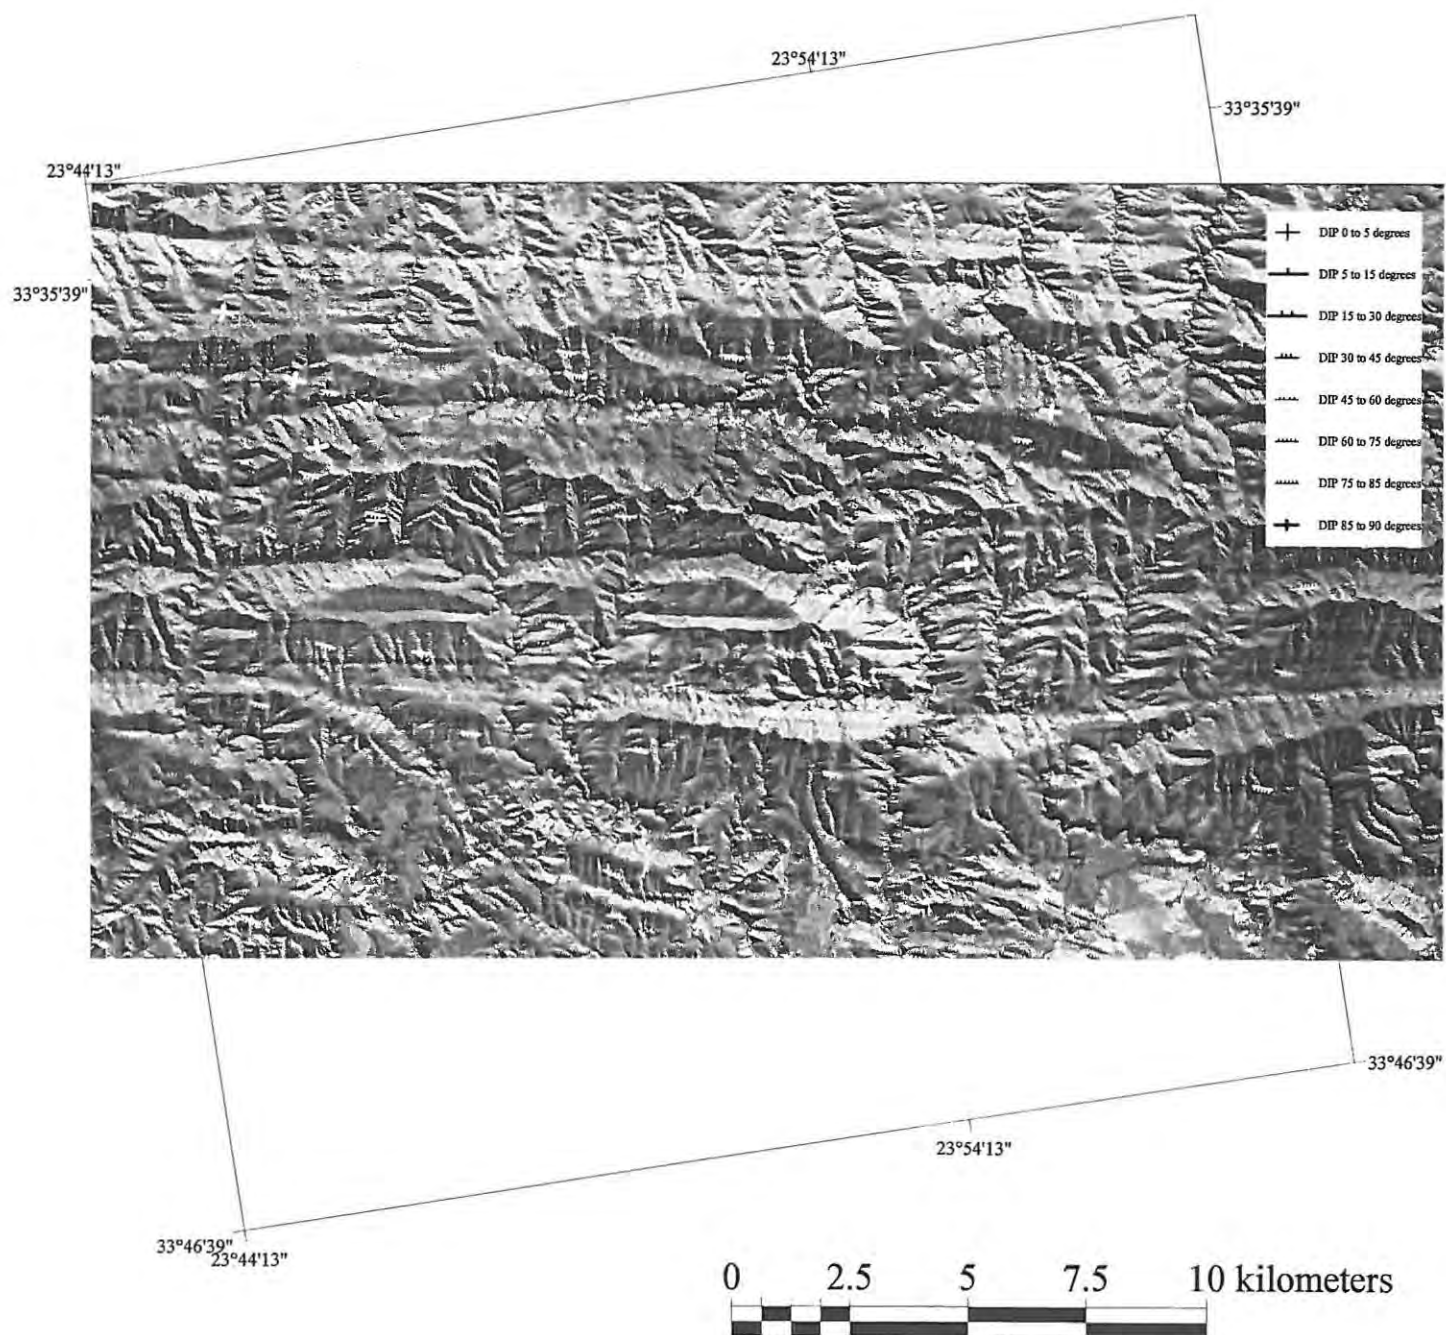 23°54'13"
33°35'39"
23°44'13"
33°35'39"
DIP 0 to 5 degrees
DIP 5 to 15 degrees
DIP 15 to 30 degrees
DIP 30 to 45 degrees
DIP 45 to 60 degrees
DIP 60 to 75 degrees
DIP 75 to 85 degrees
DIP 85 to 90 degrees
33°46'39"
23°54'13"
33°46'39"
23°44'13"
0 2.5 5 7.5 10 kilometers